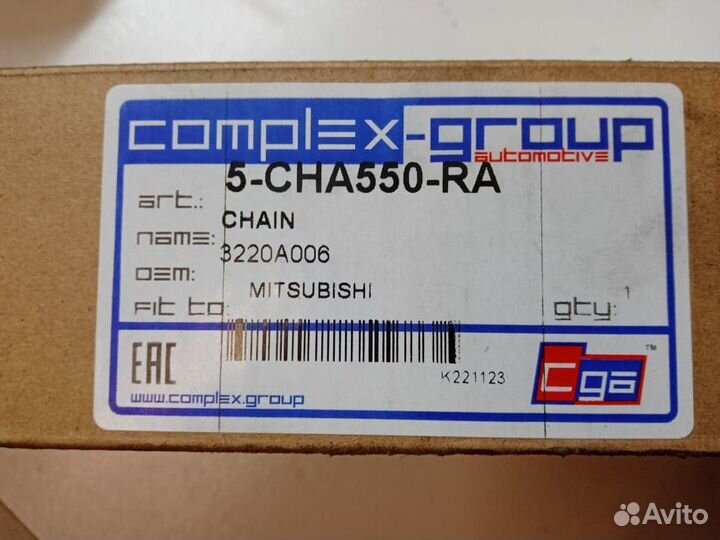 complex-group
automotive
art.: 5-CHA550-RA
name: CHAIN
oem: 3220A006
Fit to: MITSUBISHI
qty: 1
EAC
K221123
www.complex.group
cga
TM
Avito